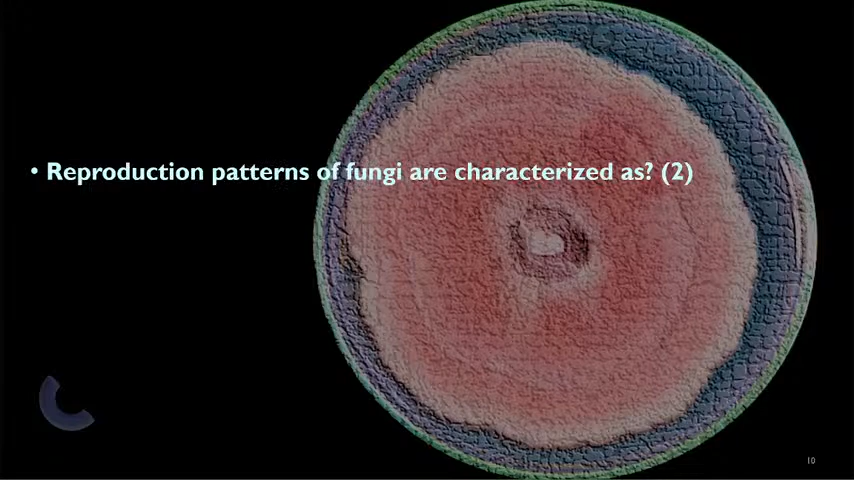 • Reproduction patterns of fungi are characterized as? (2)
10